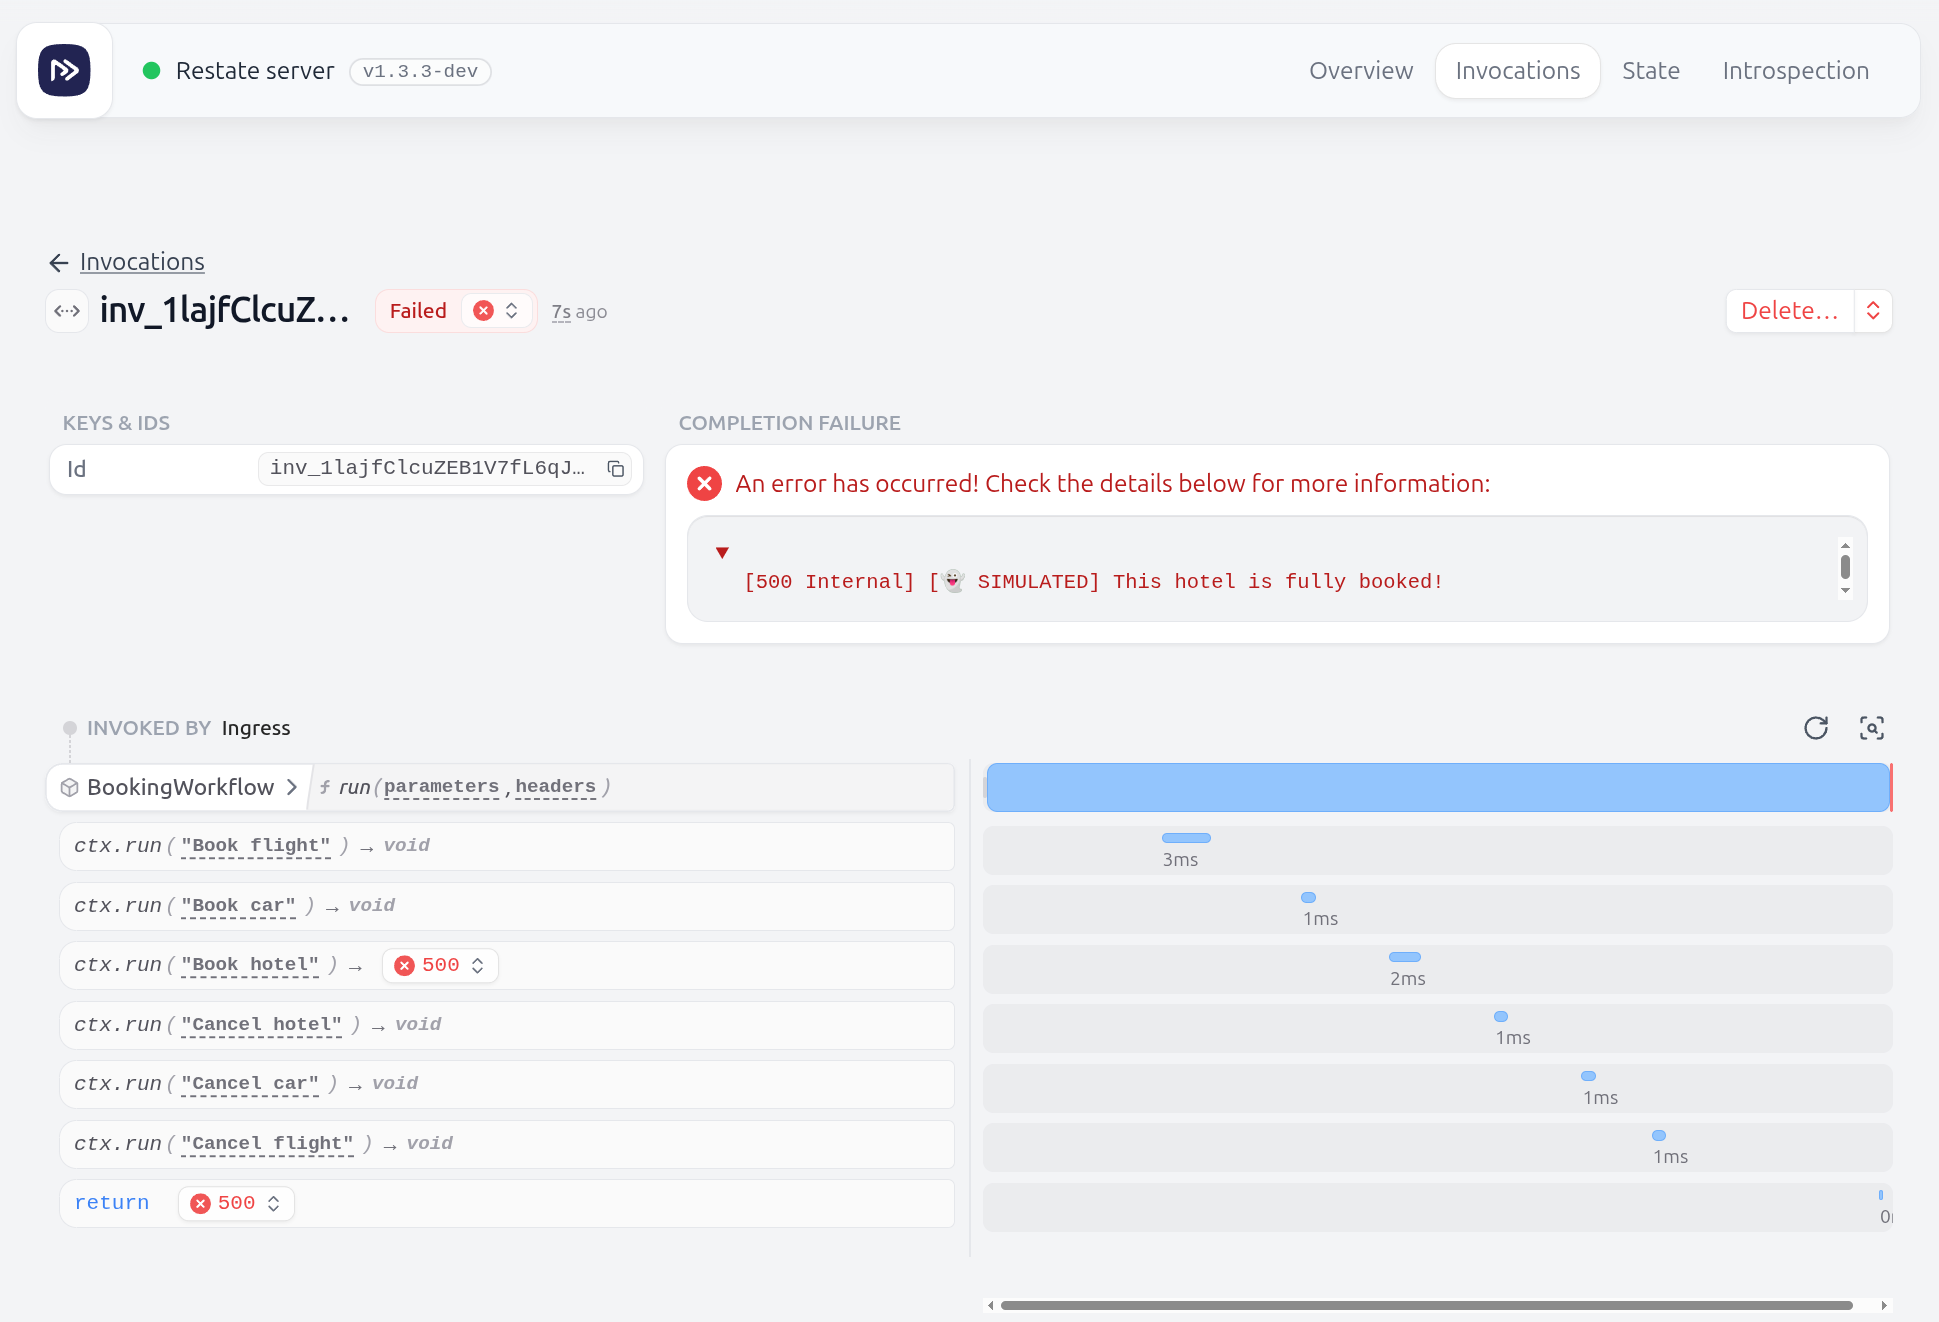 Restate server v1.3.3-dev Overview Invocations State Introspection
Invocations
inv_1lajfClcuZ... Failed 7s ago Delete...
KEYS & IDS
Id inv_1lajfClcuZEB1V7fL6qJ...
COMPLETION FAILURE
An error has occurred! Check the details below for more information:
[500 Internal] [👻 SIMULATED] This hotel is fully booked!
INVOKED BY Ingress
BookingWorkflow run(parameters,headers)
ctx.run("Book flight") → void 3ms
ctx.run("Book car") → void 1ms
ctx.run("Book hotel") → 500 2ms
ctx.run("Cancel hotel") → void 1ms
ctx.run("Cancel car") → void 1ms
ctx.run("Cancel flight") → void 1ms
return 500